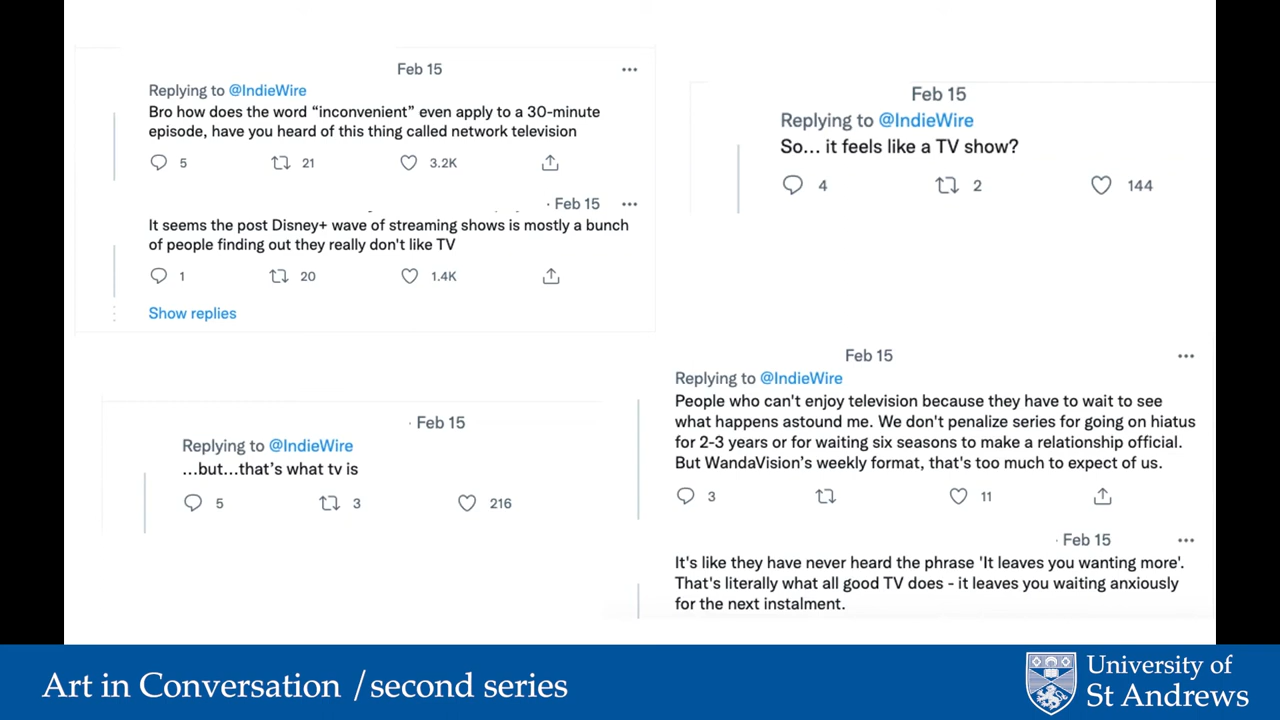 Feb 15
Replying to @IndieWire
Bro how does the word “inconvenient” even apply to a 30-minute
episode, have you heard of this thing called network television
5 21 3.2K
· Feb 15
It seems the post Disney+ wave of streaming shows is mostly a bunch
of people finding out they really don't like TV
1 20 1.4K
Show replies
Feb 15
Replying to @IndieWire
So... it feels like a TV show?
4 2 144
· Feb 15
Replying to @IndieWire
...but...that’s what tv is
5 3 216
Feb 15
Replying to @IndieWire
People who can't enjoy television because they have to wait to see
what happens astound me. We don't penalize series for going on hiatus
for 2-3 years or for waiting six seasons to make a relationship official.
But WandaVision’s weekly format, that's too much to expect of us.
3 11
· Feb 15
It's like they have never heard the phrase 'It leaves you wanting more'.
That's literally what all good TV does - it leaves you waiting anxiously
for the next instalment.
Art in Conversation / second series
University of
St Andrews